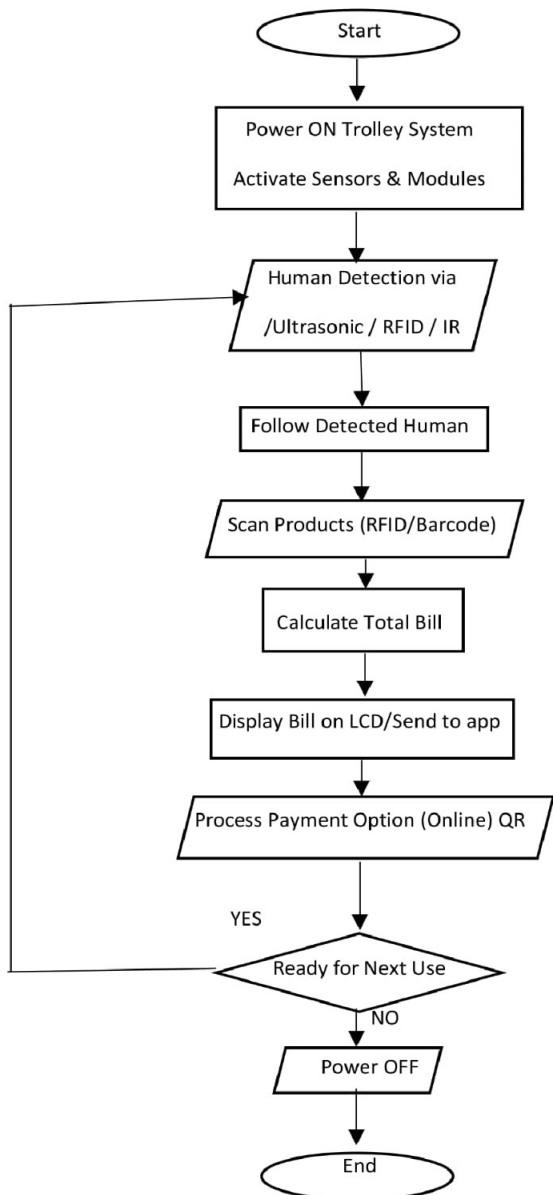 Start
Power ON Trolley System
Activate Sensors & Modules
Human Detection via
/Ultrasonic / RFID / IR
Follow Detected Human
Scan Products (RFID/Barcode)
Calculate Total Bill
Display Bill on LCD/Send to app
Process Payment Option (Online) QR
YES
Ready for Next Use
NO
Power OFF
End